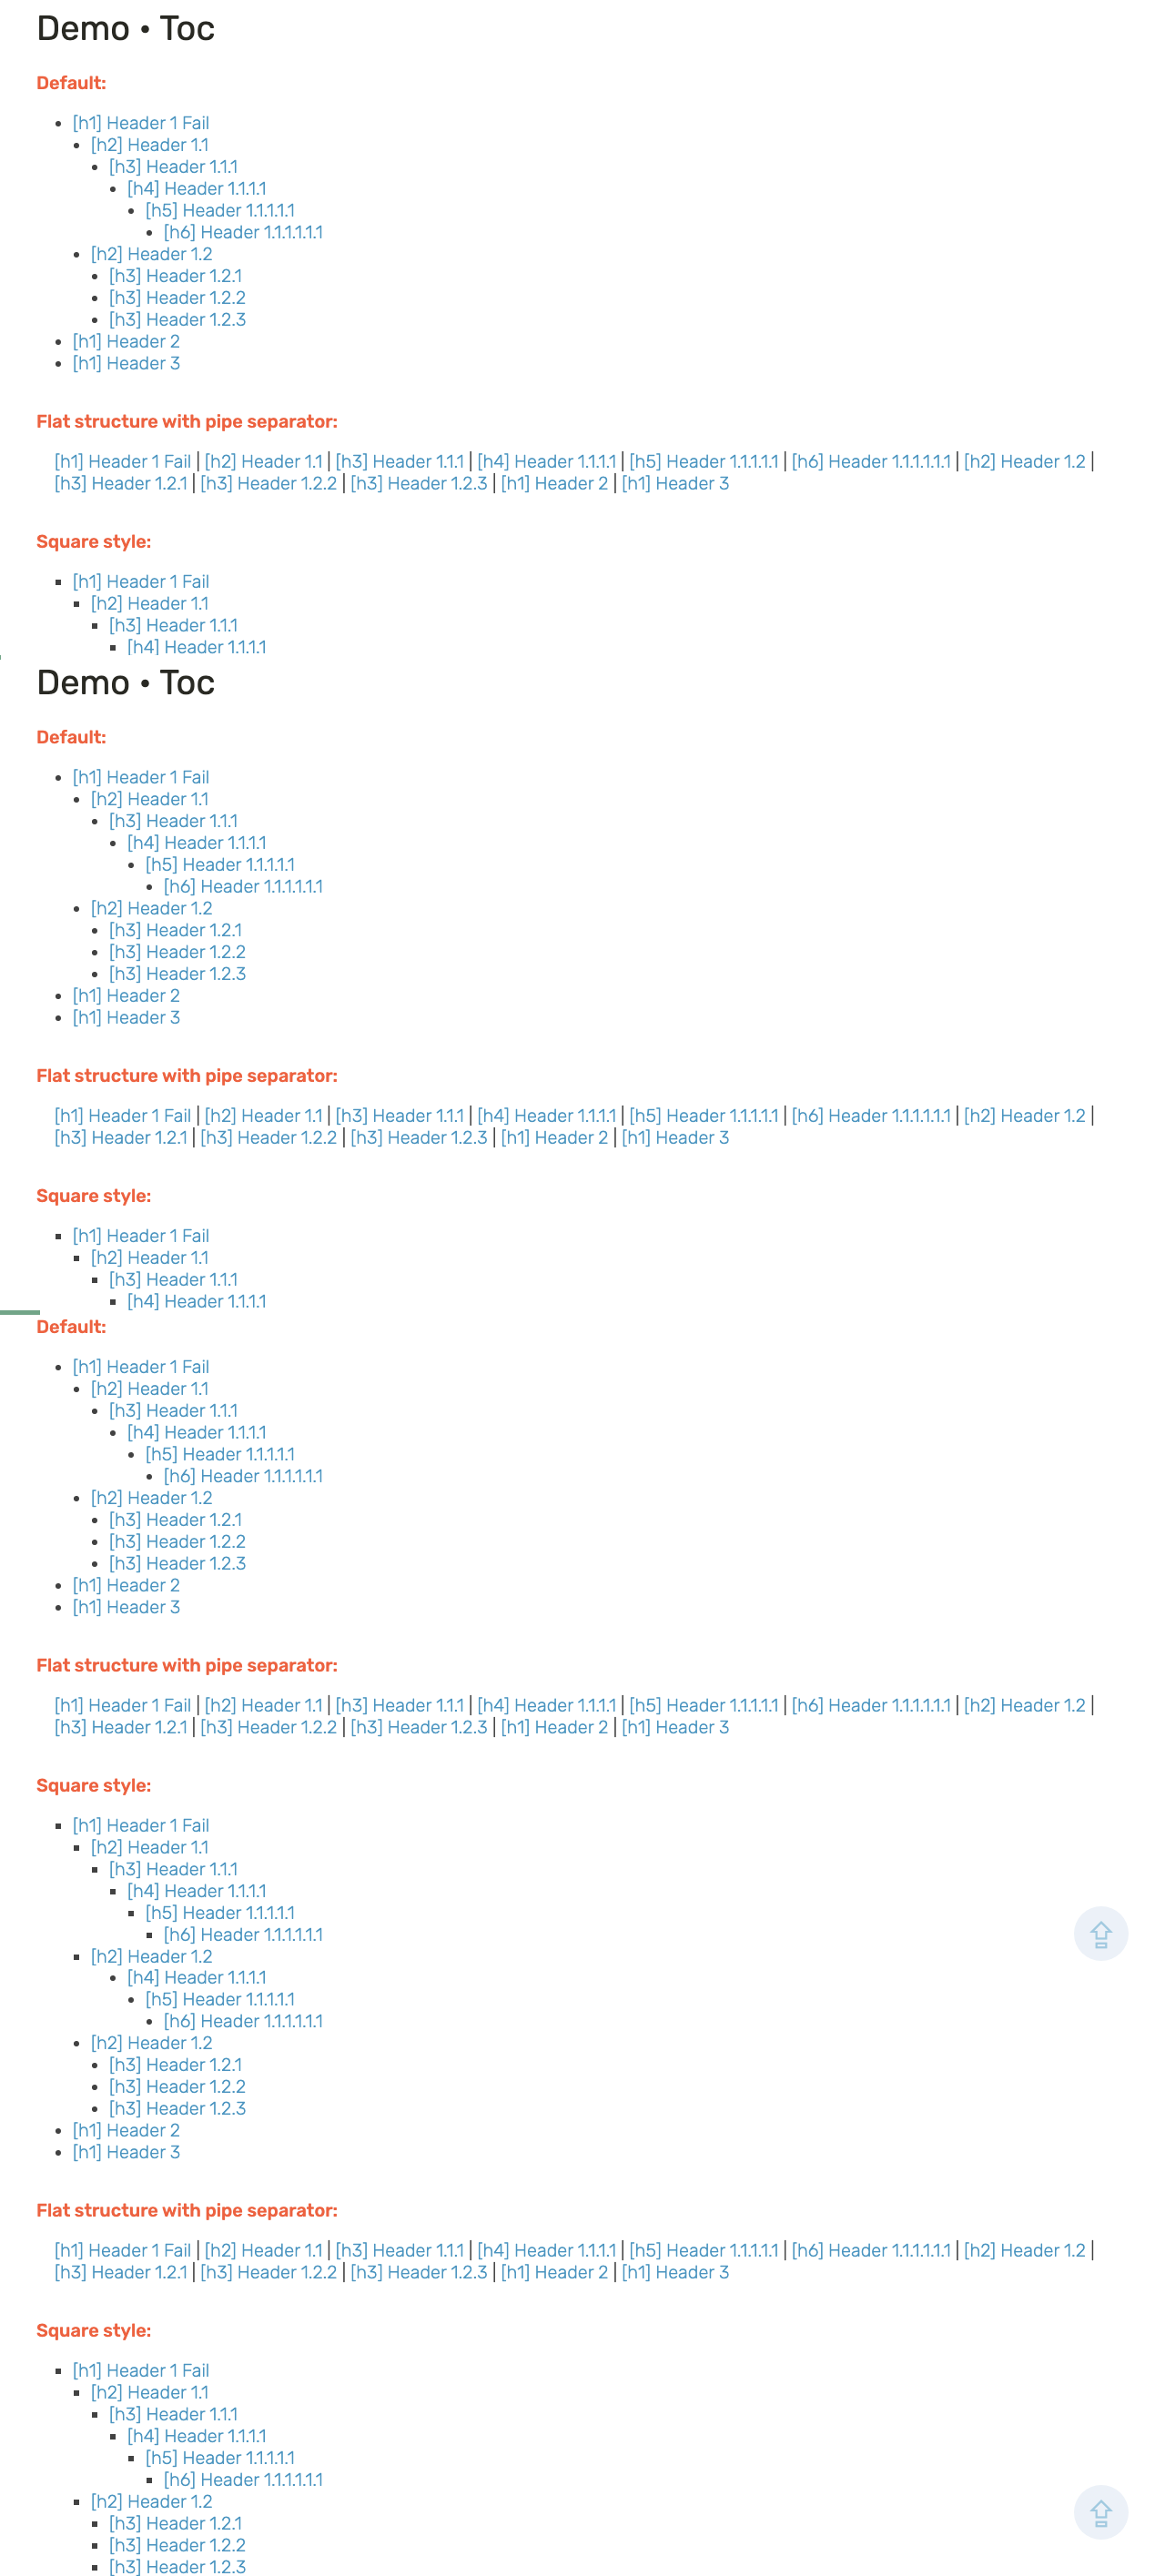 Demo • Toc
Default:
• [h1] Header 1 Fail
• [h2] Header 1.1
• [h3] Header 1.1.1
• [h4] Header 1.1.1.1
• [h5] Header 1.1.1.1.1
• [h6] Header 1.1.1.1.1.1
• [h2] Header 1.2
• [h3] Header 1.2.1
• [h3] Header 1.2.2
• [h3] Header 1.2.3
• [h1] Header 2
• [h1] Header 3
Flat structure with pipe separator:
[h1] Header 1 Fail | [h2] Header 1.1 | [h3] Header 1.1.1 | [h4] Header 1.1.1.1 | [h5] Header 1.1.1.1.1 | [h6] Header 1.1.1.1.1.1 | [h2] Header 1.2 |
[h3] Header 1.2.1 | [h3] Header 1.2.2 | [h3] Header 1.2.3 | [h1] Header 2 | [h1] Header 3
Square style:
▪ [h1] Header 1 Fail
▪ [h2] Header 1.1
▪ [h3] Header 1.1.1
▪ [h4] Header 1.1.1.1
Demo • Toc
Default:
• [h1] Header 1 Fail
• [h2] Header 1.1
• [h3] Header 1.1.1
• [h4] Header 1.1.1.1
• [h5] Header 1.1.1.1.1
• [h6] Header 1.1.1.1.1.1
• [h2] Header 1.2
• [h3] Header 1.2.1
• [h3] Header 1.2.2
• [h3] Header 1.2.3
• [h1] Header 2
• [h1] Header 3
Flat structure with pipe separator:
[h1] Header 1 Fail | [h2] Header 1.1 | [h3] Header 1.1.1 | [h4] Header 1.1.1.1 | [h5] Header 1.1.1.1.1 | [h6] Header 1.1.1.1.1.1 | [h2] Header 1.2 |
[h3] Header 1.2.1 | [h3] Header 1.2.2 | [h3] Header 1.2.3 | [h1] Header 2 | [h1] Header 3
Square style:
▪ [h1] Header 1 Fail
▪ [h2] Header 1.1
▪ [h3] Header 1.1.1
▪ [h4] Header 1.1.1.1
Default:
• [h1] Header 1 Fail
• [h2] Header 1.1
• [h3] Header 1.1.1
• [h4] Header 1.1.1.1
• [h5] Header 1.1.1.1.1
• [h6] Header 1.1.1.1.1.1
• [h2] Header 1.2
• [h3] Header 1.2.1
• [h3] Header 1.2.2
• [h3] Header 1.2.3
• [h1] Header 2
• [h1] Header 3
Flat structure with pipe separator:
[h1] Header 1 Fail | [h2] Header 1.1 | [h3] Header 1.1.1 | [h4] Header 1.1.1.1 | [h5] Header 1.1.1.1.1 | [h6] Header 1.1.1.1.1.1 | [h2] Header 1.2 |
[h3] Header 1.2.1 | [h3] Header 1.2.2 | [h3] Header 1.2.3 | [h1] Header 2 | [h1] Header 3
Square style:
▪ [h1] Header 1 Fail
▪ [h2] Header 1.1
▪ [h3] Header 1.1.1
▪ [h4] Header 1.1.1.1
▪ [h5] Header 1.1.1.1.1
▪ [h6] Header 1.1.1.1.1.1
▪ [h2] Header 1.2
• [h4] Header 1.1.1.1
• [h5] Header 1.1.1.1.1
• [h6] Header 1.1.1.1.1.1
• [h2] Header 1.2
• [h3] Header 1.2.1
• [h3] Header 1.2.2
• [h3] Header 1.2.3
• [h1] Header 2
• [h1] Header 3
Flat structure with pipe separator:
[h1] Header 1 Fail | [h2] Header 1.1 | [h3] Header 1.1.1 | [h4] Header 1.1.1.1 | [h5] Header 1.1.1.1.1 | [h6] Header 1.1.1.1.1.1 | [h2] Header 1.2 |
[h3] Header 1.2.1 | [h3] Header 1.2.2 | [h3] Header 1.2.3 | [h1] Header 2 | [h1] Header 3
Square style:
▪ [h1] Header 1 Fail
▪ [h2] Header 1.1
▪ [h3] Header 1.1.1
▪ [h4] Header 1.1.1.1
▪ [h5] Header 1.1.1.1.1
▪ [h6] Header 1.1.1.1.1.1
▪ [h2] Header 1.2
▪ [h3] Header 1.2.1
▪ [h3] Header 1.2.2
▪ [h3] Header 1.2.3